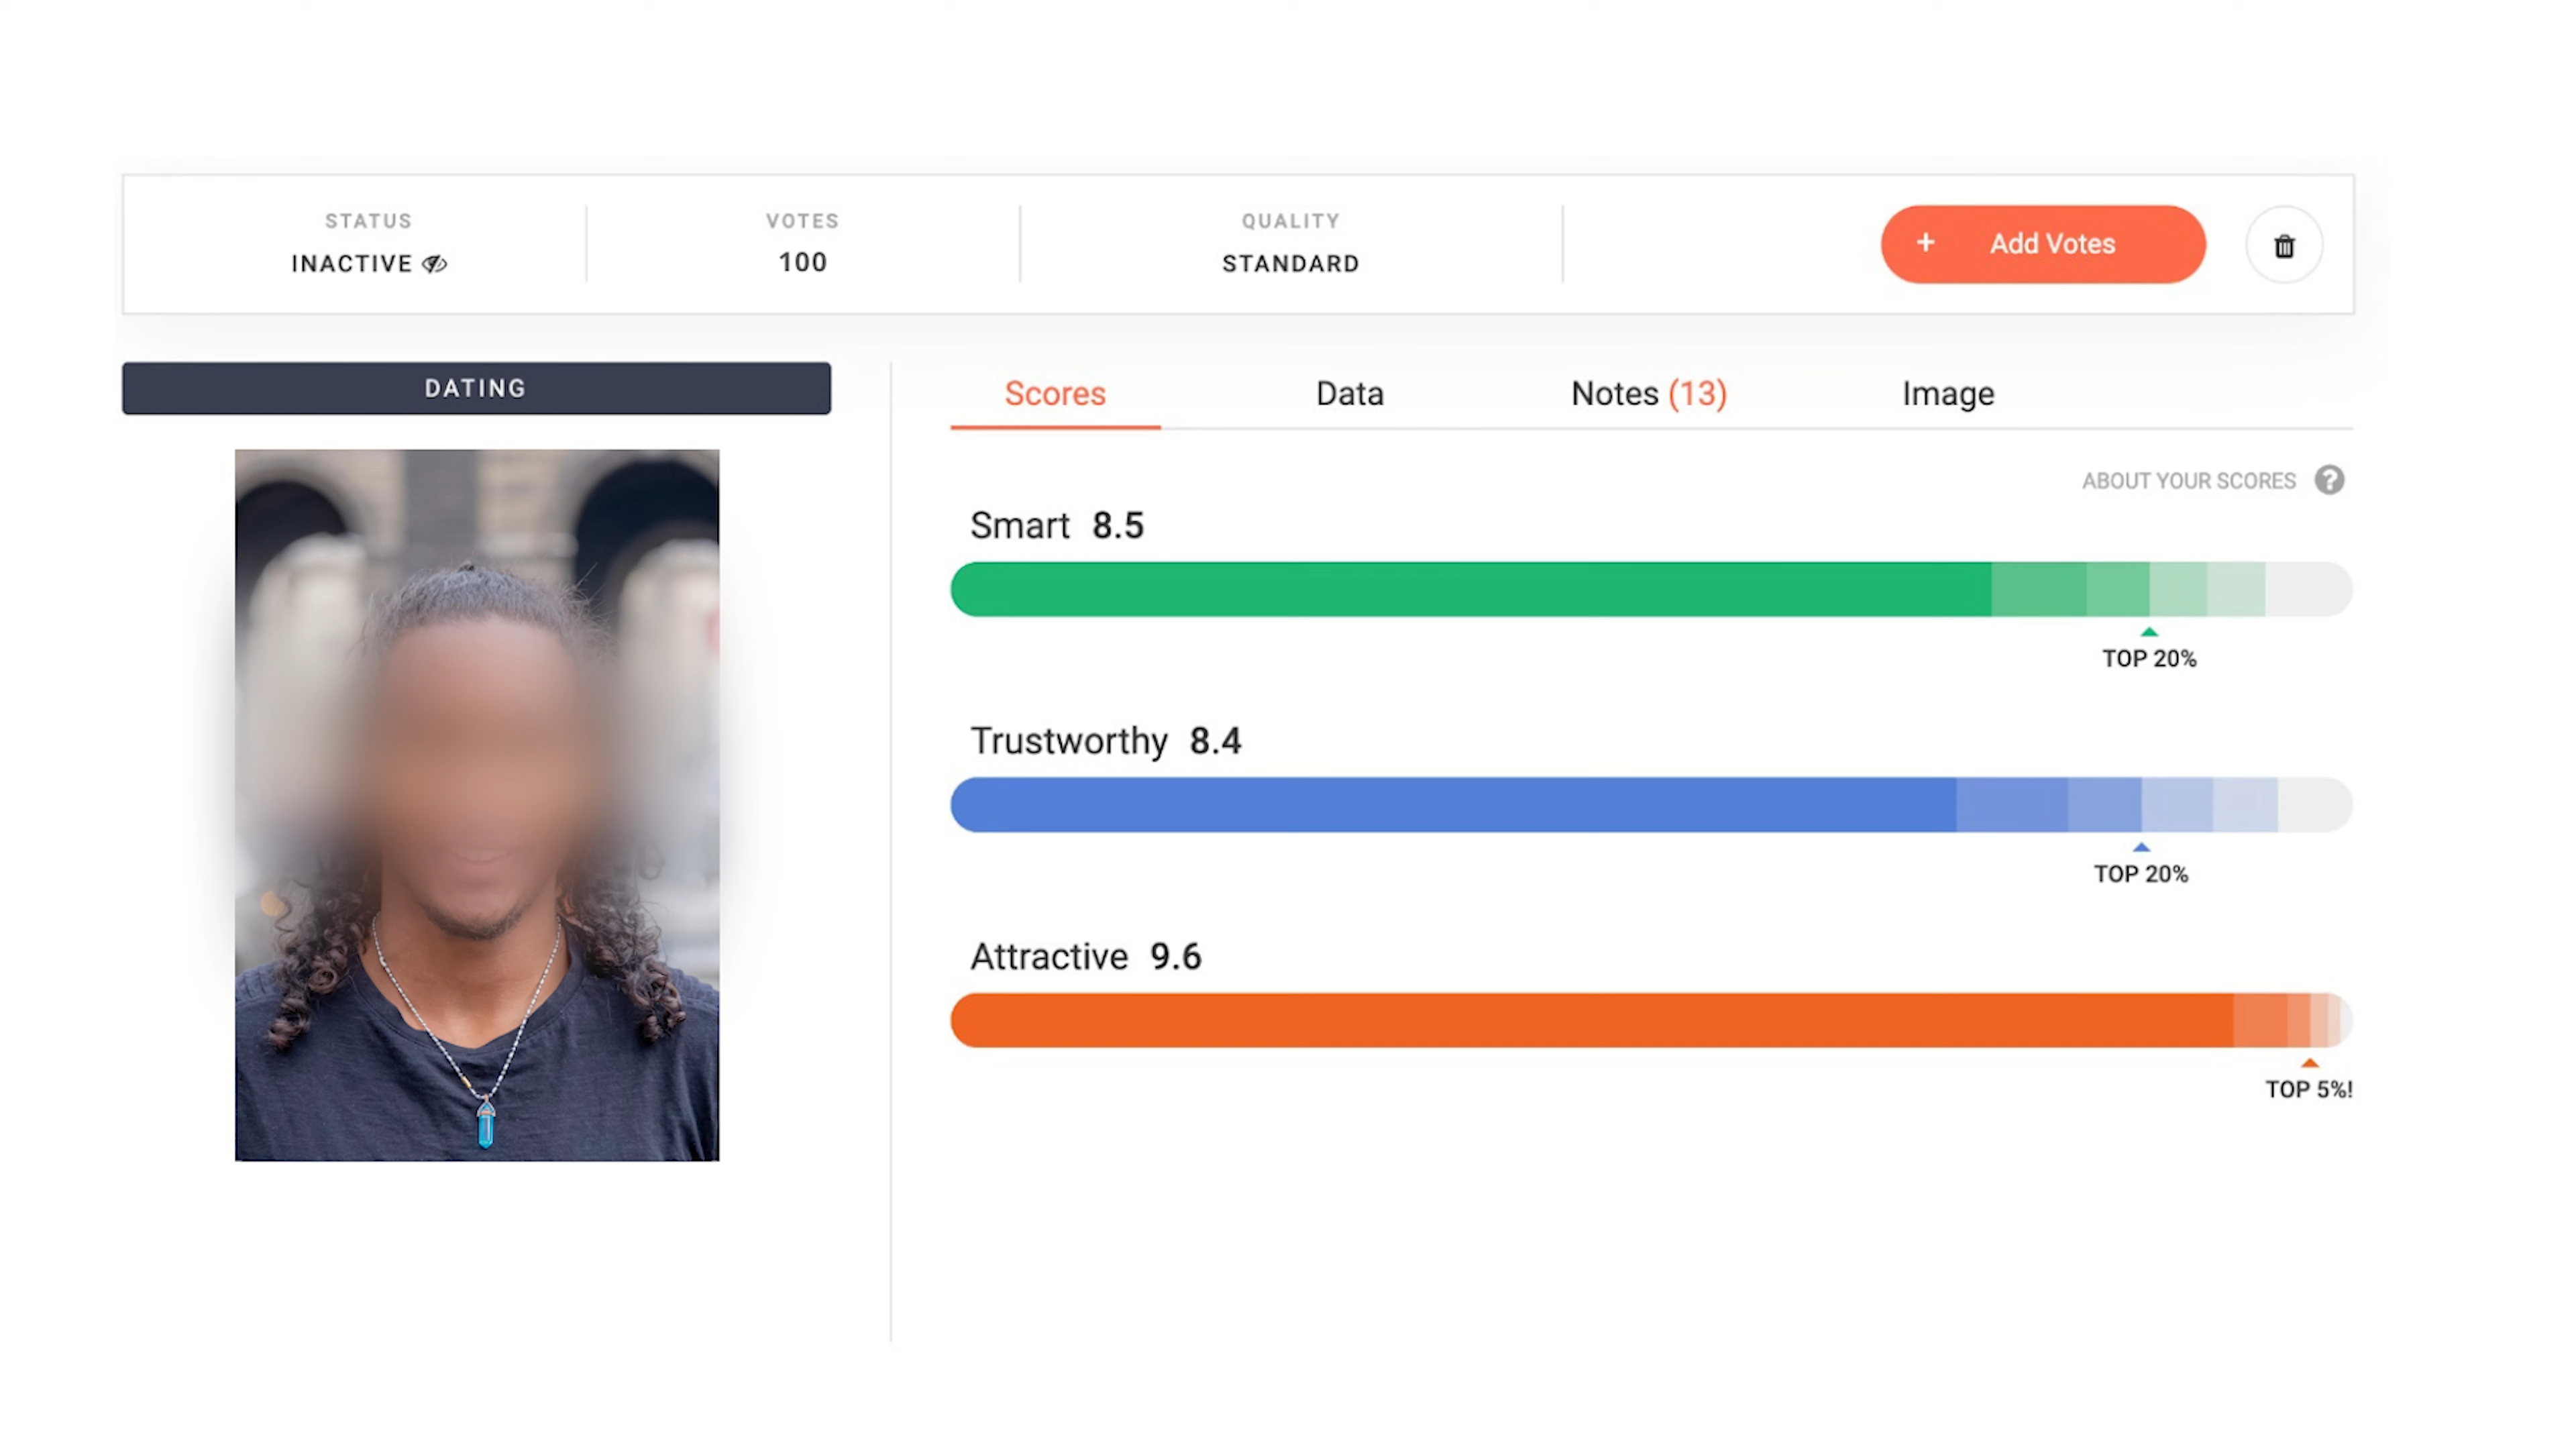 STATUS
INACTIVE
VOTES
100
QUALITY
STANDARD
+ Add Votes
DATING
Scores
Data
Notes (13)
Image
ABOUT YOUR SCORES ?
Smart 8.5
TOP 20%
Trustworthy 8.4
TOP 20%
Attractive 9.6
TOP 5%!